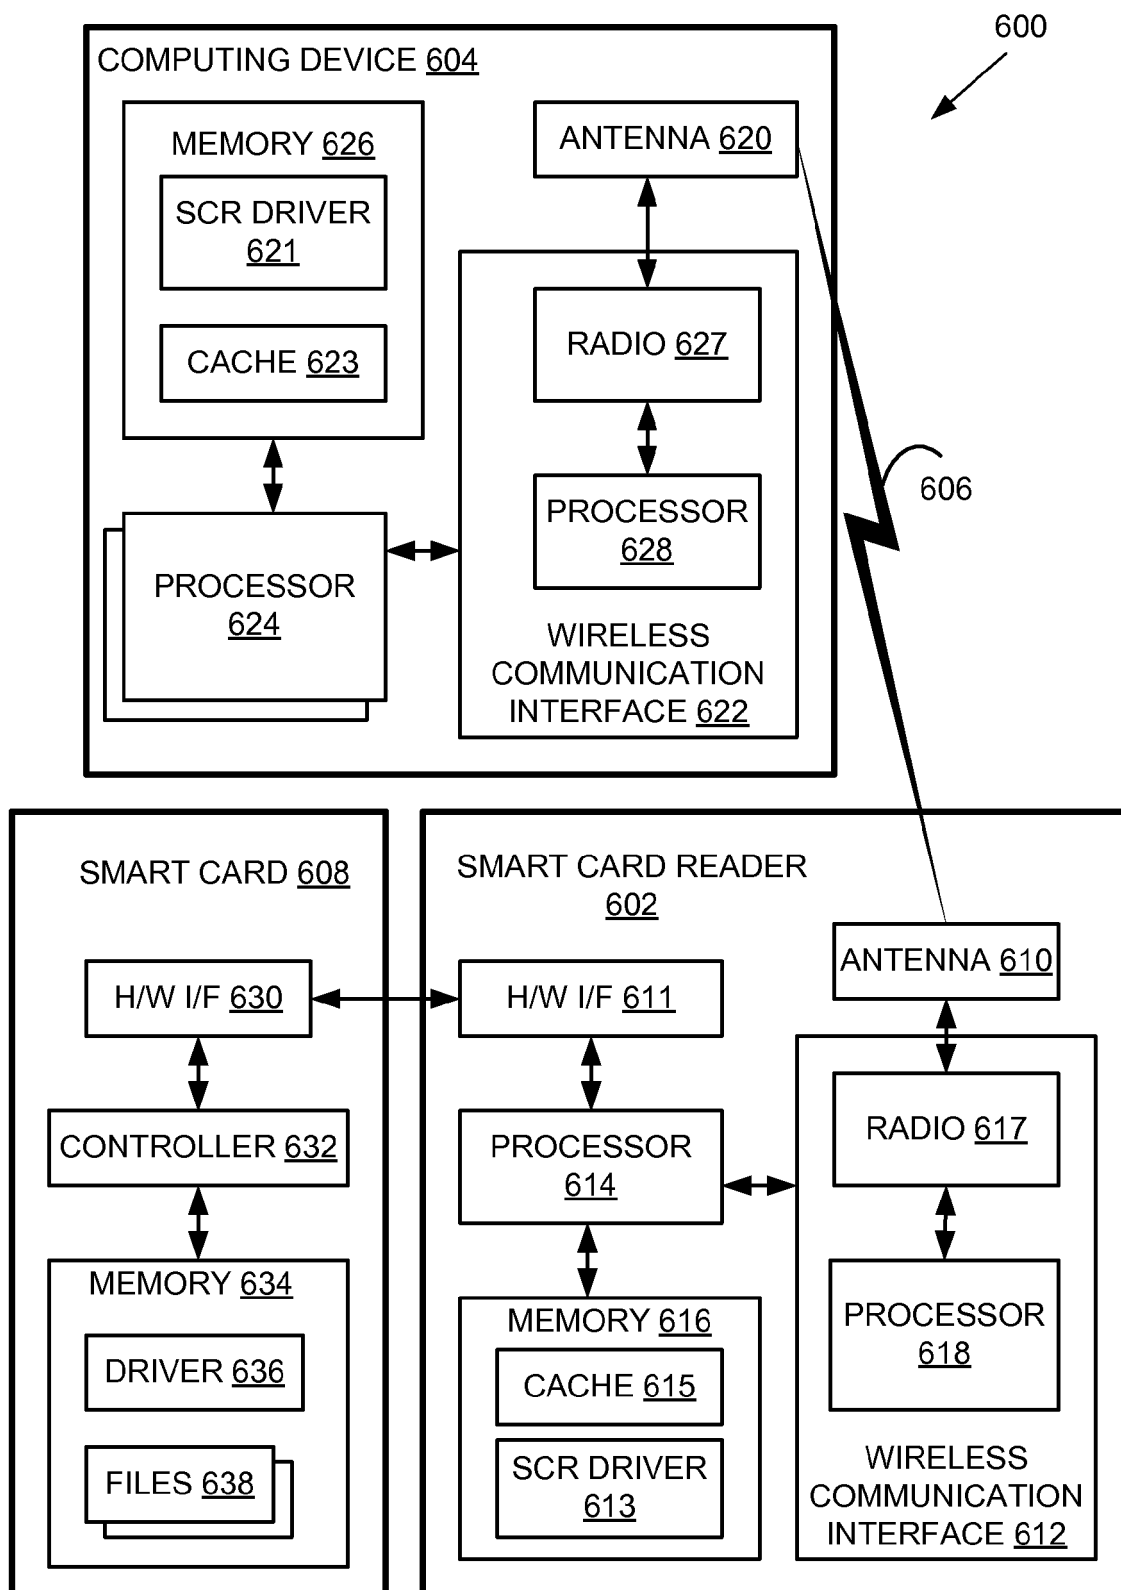 600
COMPUTING DEVICE 604
MEMORY 626
SCR DRIVER
621
CACHE 623
ANTENNA 620
RADIO 627
PROCESSOR
628
WIRELESS
COMMUNICATION
INTERFACE 622
PROCESSOR
624
606
SMART CARD 608
H/W I/F 630
CONTROLLER 632
MEMORY 634
DRIVER 636
FILES 638
SMART CARD READER
602
H/W I/F 611
PROCESSOR
614
MEMORY 616
CACHE 615
SCR DRIVER
613
ANTENNA 610
RADIO 617
PROCESSOR
618
WIRELESS
COMMUNICATION
INTERFACE 612